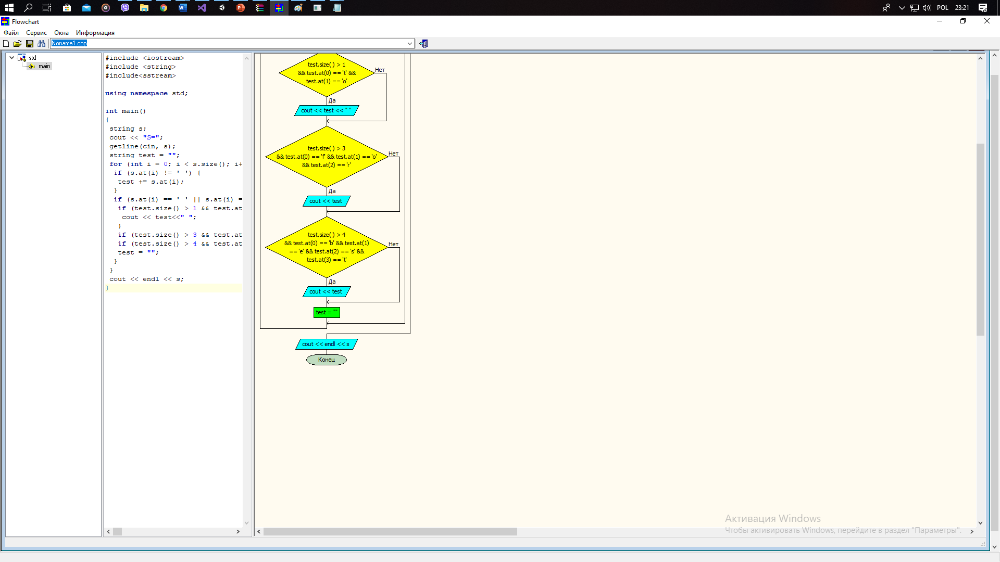 POL 23:21
Flowchart
Файл Сервис Окна Информация
Noname1.cpp
std
main
#include <iostream>
#include <string>
#include<sstream>
using namespace std;
int main()
{
string s;
cout << "S=";
getline(cin, s);
string test = "";
for (int i = 0; i < s.size(); i+
if (s.at(i) != ' ') {
test += s.at(i);
}
if (s.at(i) == ' ' || s.at(i) =
if (test.size() > 1 && test.at
cout << test<<" ";
}
if (test.size() > 3 && test.at
if (test.size() > 4 && test.at
test = "";
}
}
cout << endl << s;
}
test.size( ) > 1
&& test.at(0) == 't' &&
test.at(1) == 'o'
Нет
Да
cout << test << " "
test.size( ) > 3
&& test.at(0) == 'f' && test.at(1) == 'o'
&& test.at(2) == 'r'
Нет
Да
cout << test
test.size( ) > 4
&& test.at(0) == 'b' && test.at(1)
== 'e' && test.at(2) == 's' &&
test.at(3) == 't'
Нет
Да
cout << test
test = ""
cout << endl << s
Конец
Активация Windows
Чтобы активировать Windows, перейдите в раздел "Параметры".